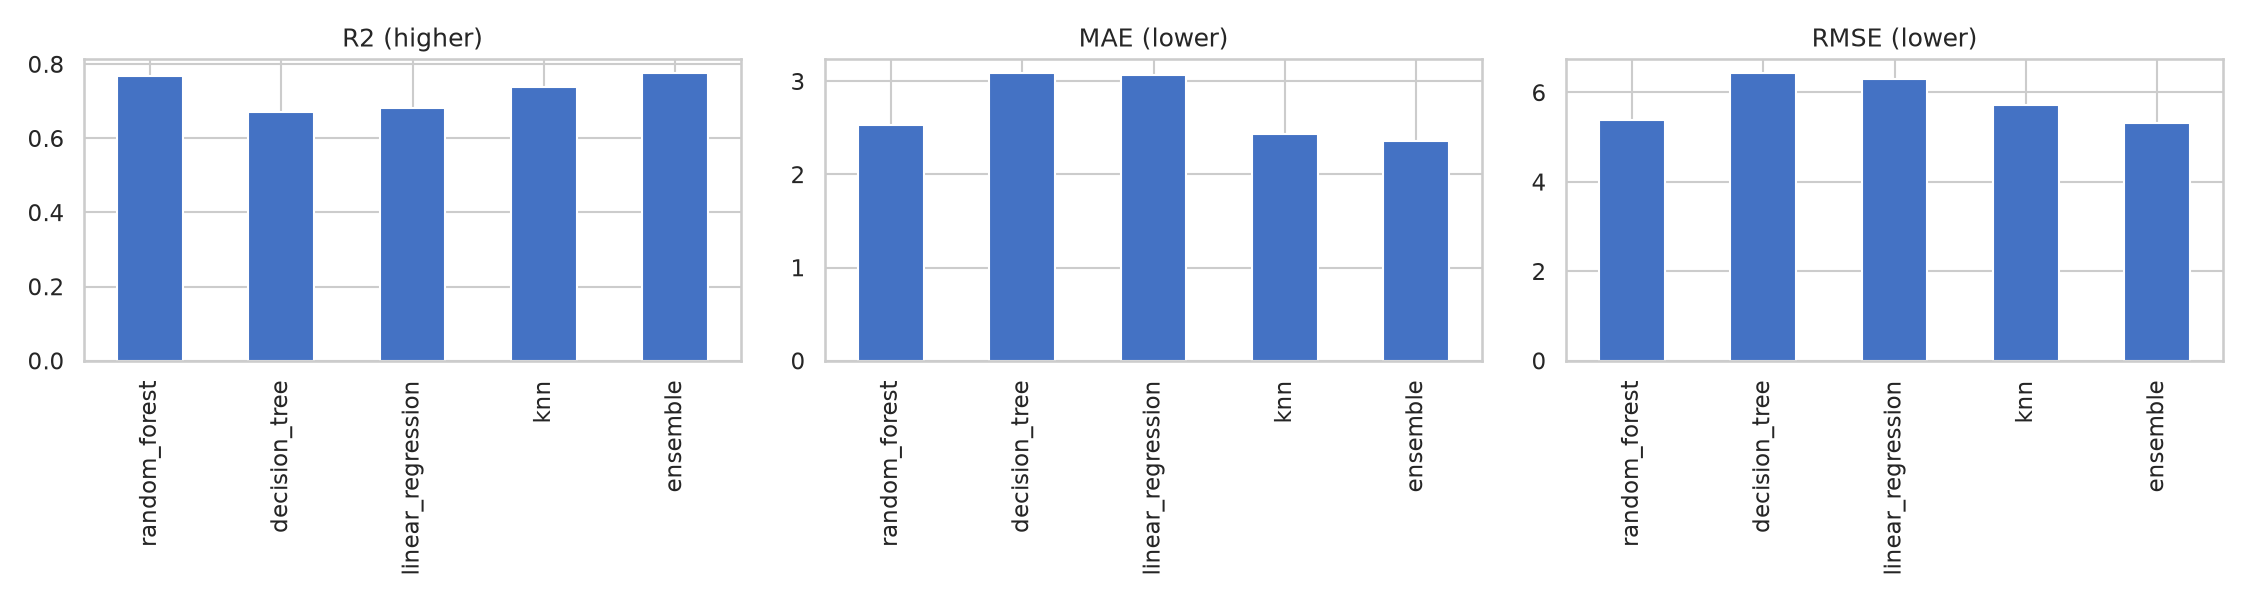 R2 (higher)
0.8
0.6
0.4
0.2
0.0
random_forest
decision_tree
linear_regression
knn
ensemble
MAE (lower)
3
2
1
0
random_forest
decision_tree
linear_regression
knn
ensemble
RMSE (lower)
6
4
2
0
random_forest
decision_tree
linear_regression
knn
ensemble